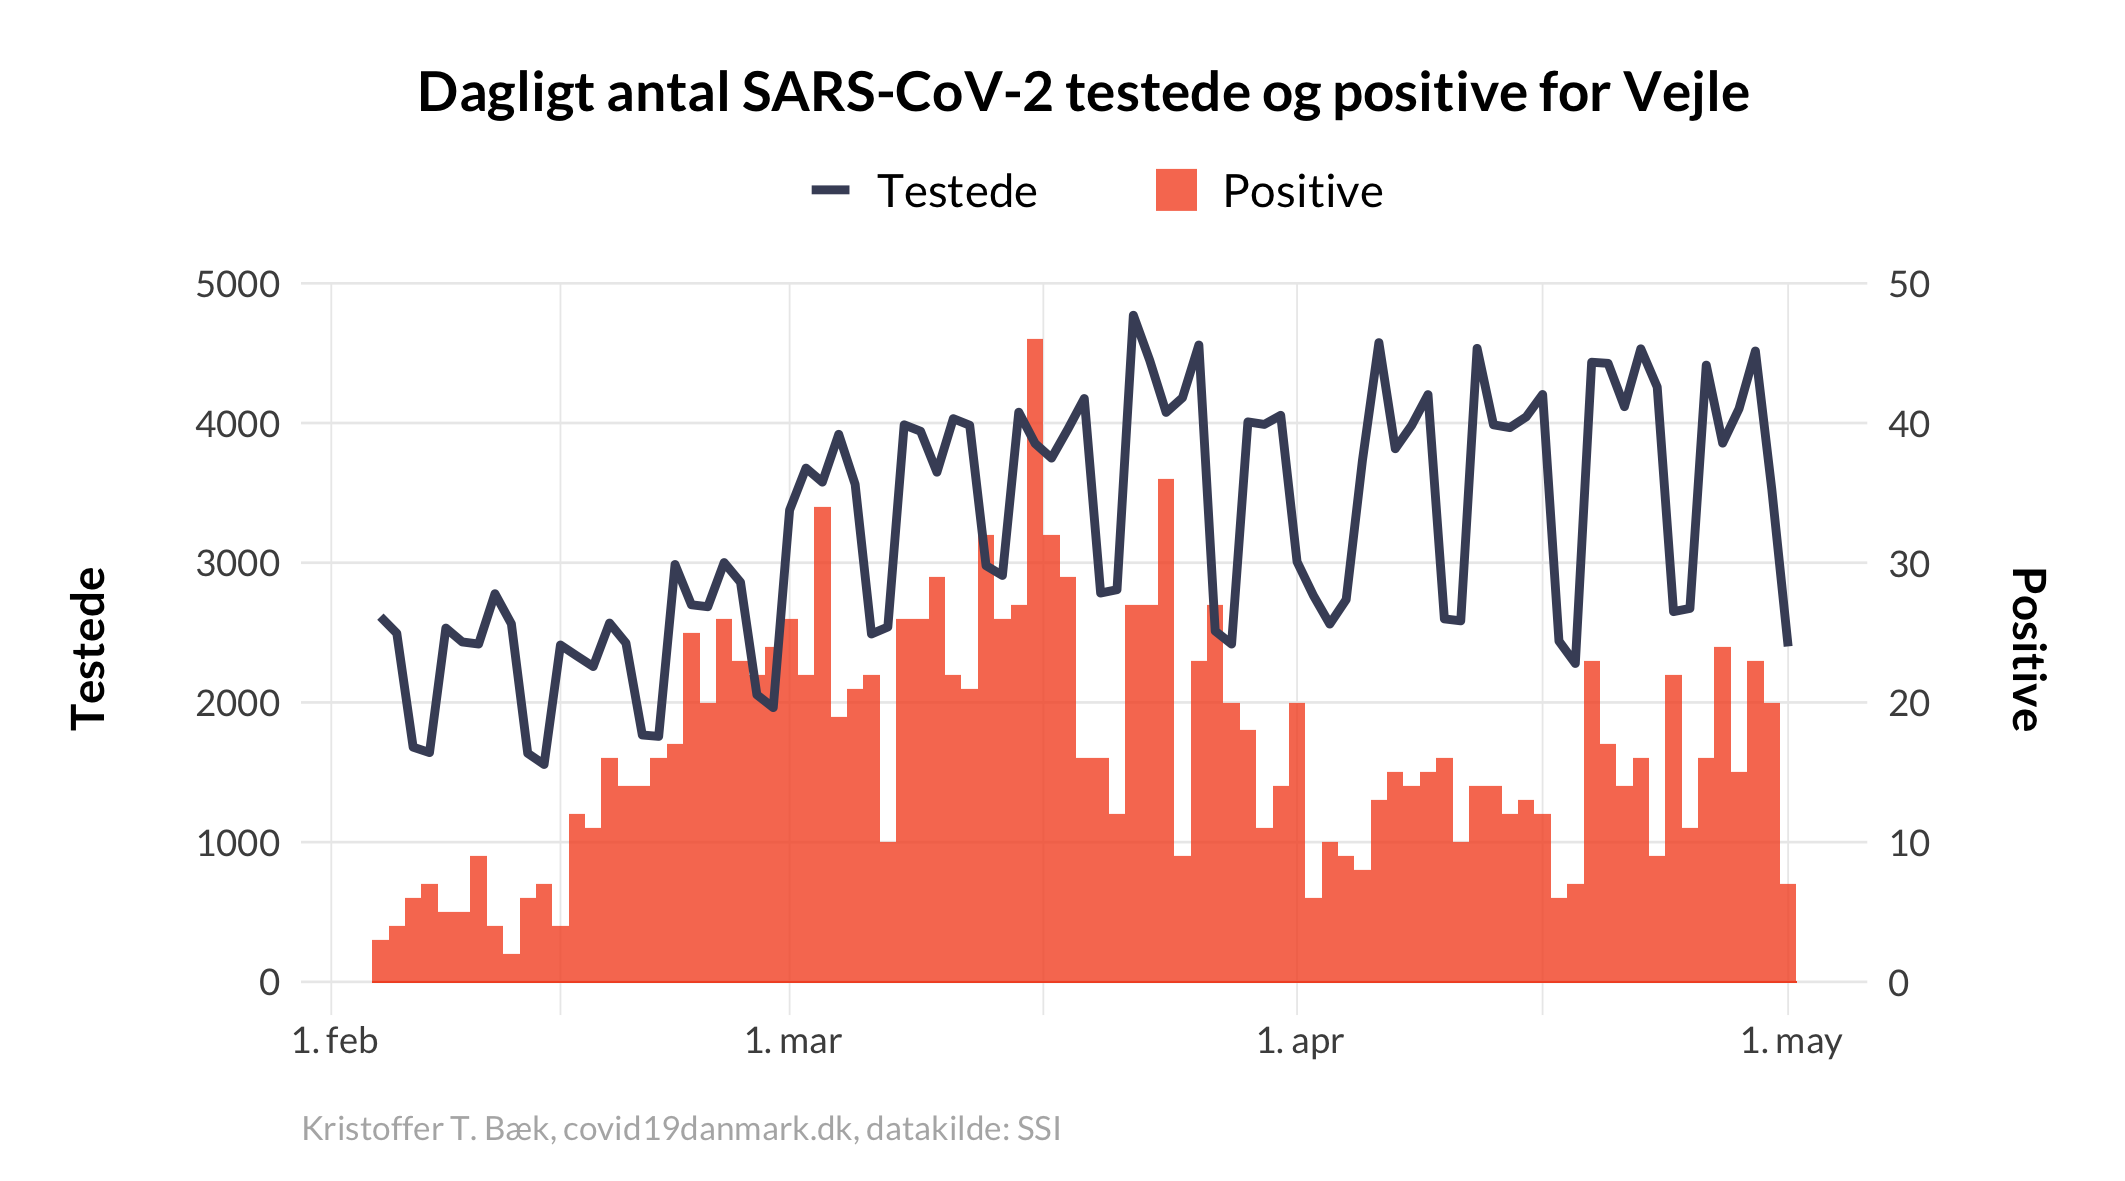 Dagligt antal SARS-CoV-2 testede og positive for Vejle
Testede
Positive
5000
4000
3000
2000
1000
0
Testede
50
40
30
20
10
0
Positive
1. feb
1. mar
1. apr
1. may
Kristoffer T. Bæk, covid19danmark.dk, datakilde: SSI